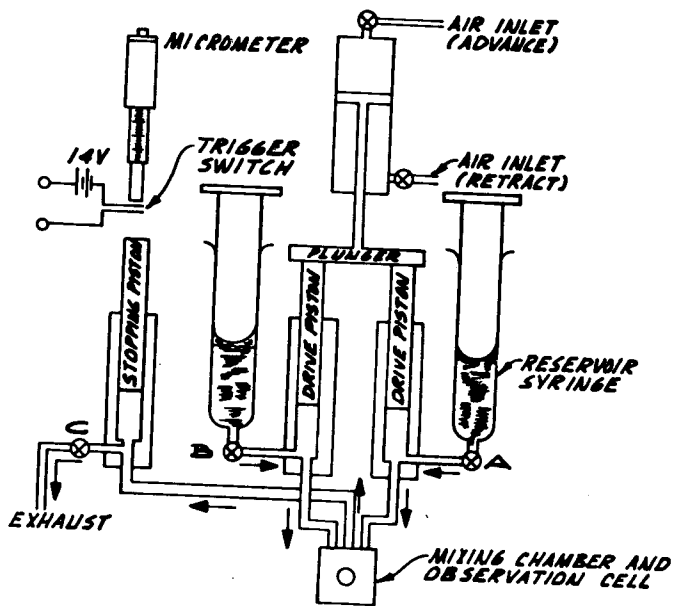 MICROMETER
AIR INLET
(ADVANCE)
14V
TRIGGER
SWITCH
AIR INLET
(RETRACT)
PLUNGER
STOPPING PISTON
DRIVE PISTON
DRIVE PISTON
RESERVOIR
SYRINGE
C
B
A
EXHAUST
MIXING CHAMBER AND
OBSERVATION CELL